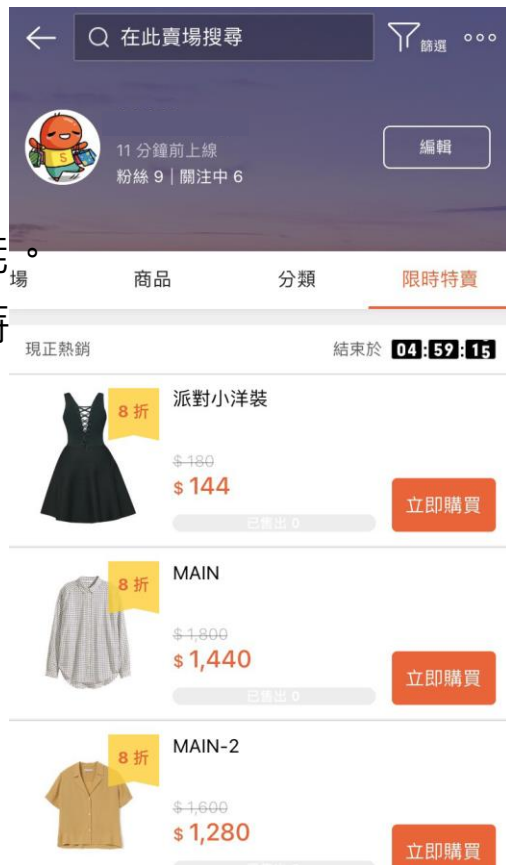 在此賣場搜尋
篩選
S
11 分鐘前上線
編輯
粉絲 9 | 關注中 6
。
場 商品 分類 限時特賣
現正熱銷 結束於 04:59:15
8 折
派對小洋裝
$ 180
$ 144
立即購買
已售出 0
8 折
MAIN
$ 1,800
$ 1,440
立即購買
已售出 0
8 折
MAIN-2
$ 1,600
$ 1,280
立即購買